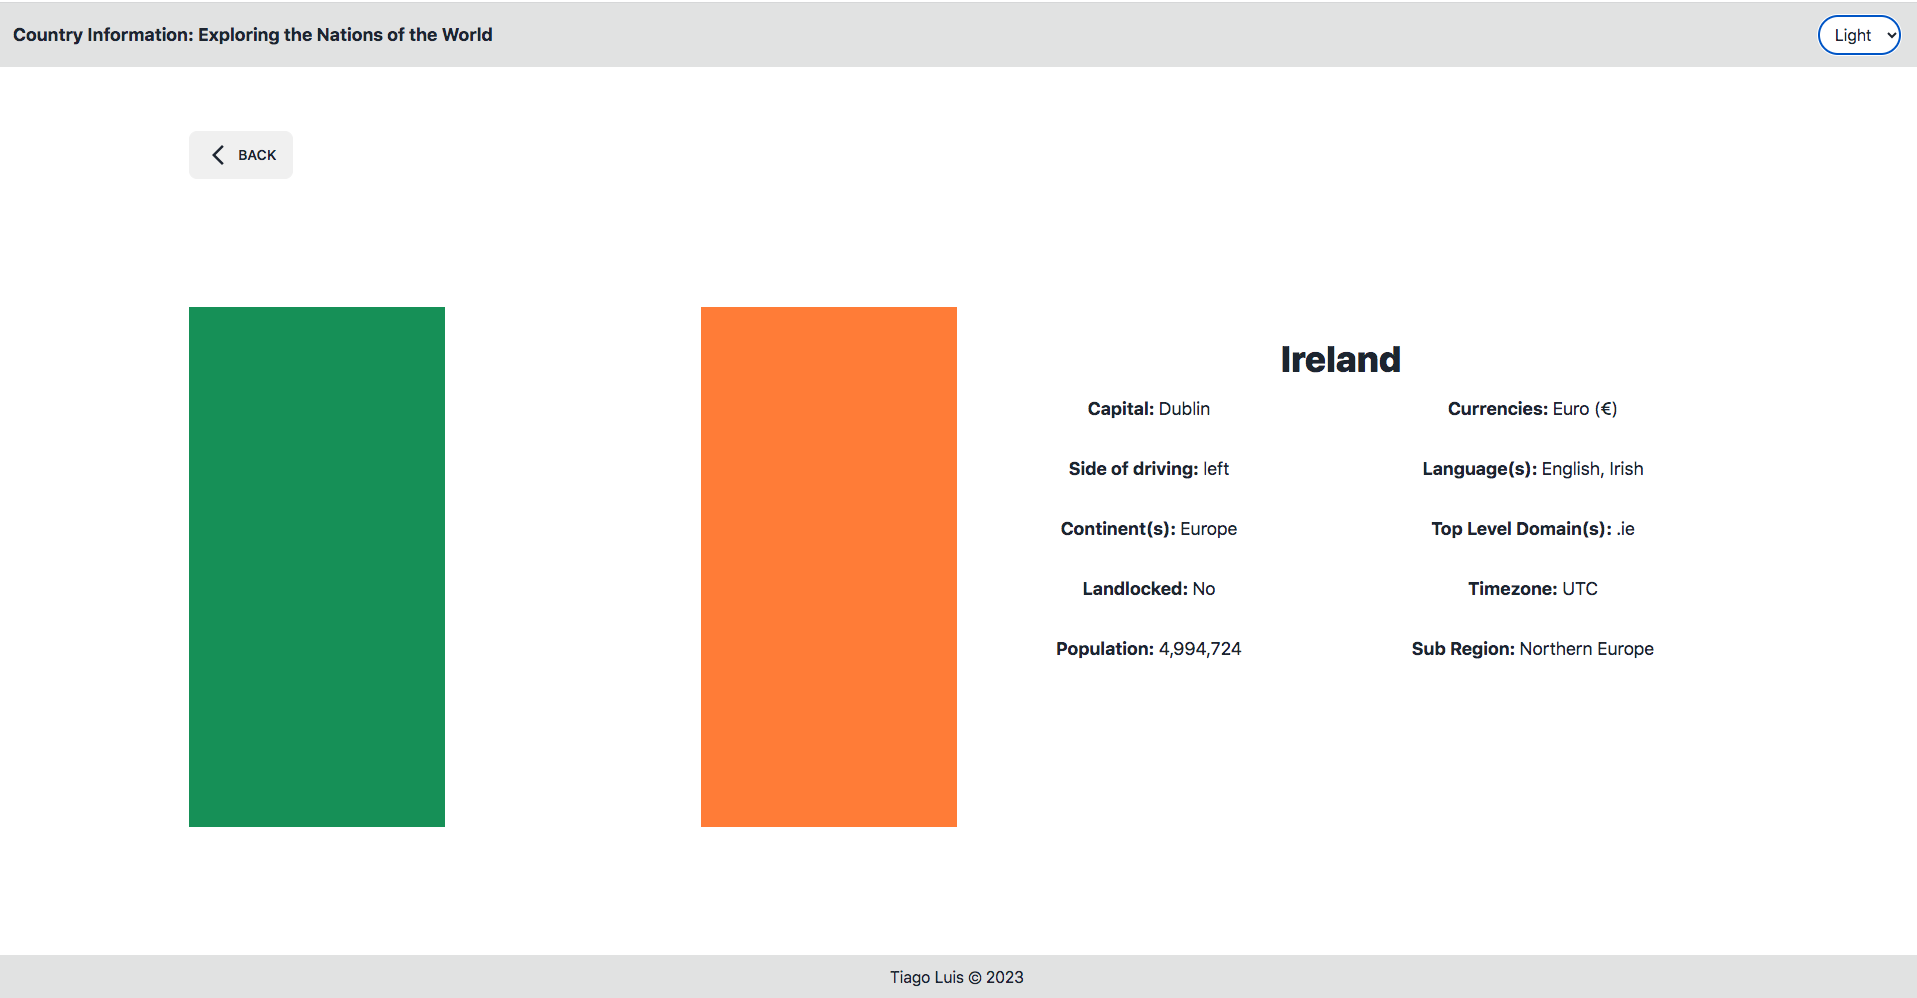 Country Information: Exploring the Nations of the World
Light
BACK
Ireland
Capital: Dublin
Currencies: Euro (€)
Side of driving: left
Language(s): English, Irish
Continent(s): Europe
Top Level Domain(s): .ie
Landlocked: No
Timezone: UTC
Population: 4,994,724
Sub Region: Northern Europe
Tiago Luis © 2023